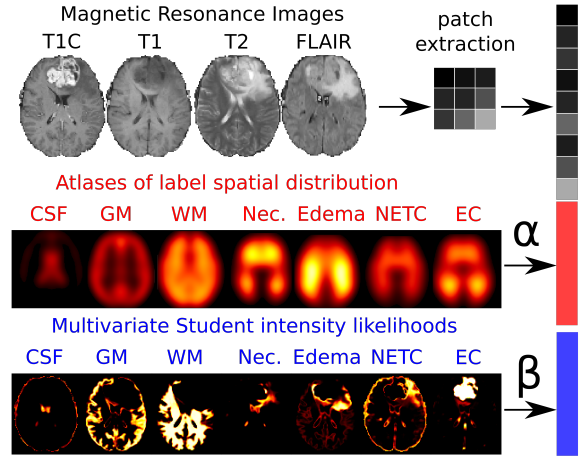 Magnetic Resonance Images
T1C T1 T2 FLAIR
patch
extraction
Atlases of label spatial distribution
CSF GM WM Nec. Edema NETC EC
α
Multivariate Student intensity likelihoods
CSF GM WM Nec. Edema NETC EC
β